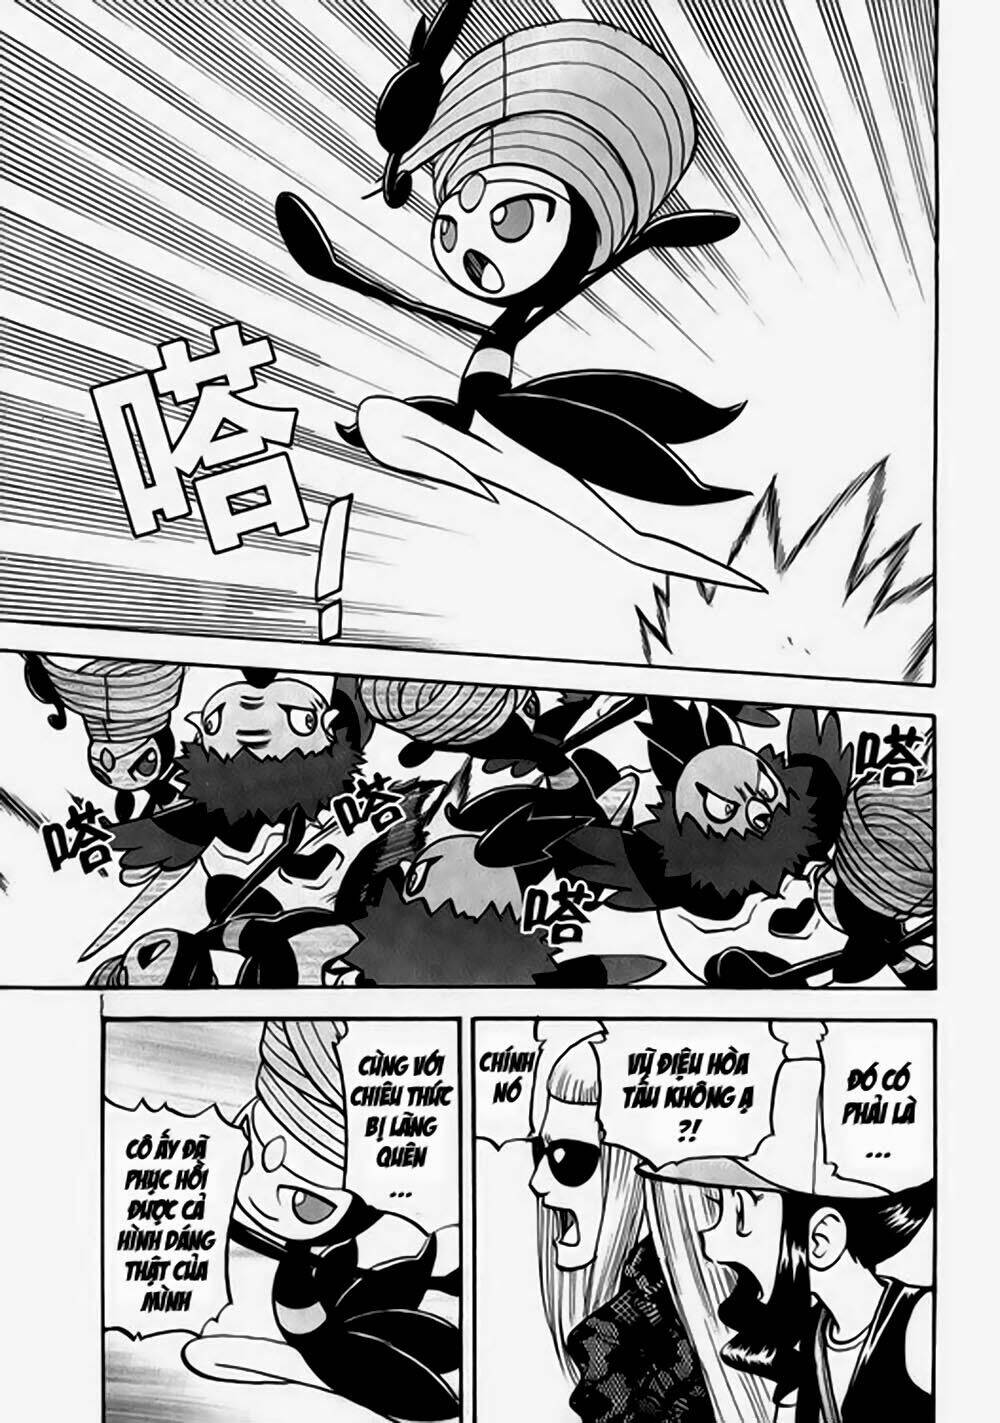 嗒!
嗒
嗒
嗒
嗒
ĐÓ CÓ
PHẢI LÀ
...
VŨ ĐIỆU HÒA
TẤU KHÔNG Ạ
?!
CHÍNH
NÓ
CÙNG VỚI
CHIÊU THỨC
BỊ LÃNG
QUÊN
...
CÔ ẤY ĐÃ
PHỤC HỒI
ĐƯỢC CẢ
HÌNH DÁNG
THẬT CỦA
MÌNH